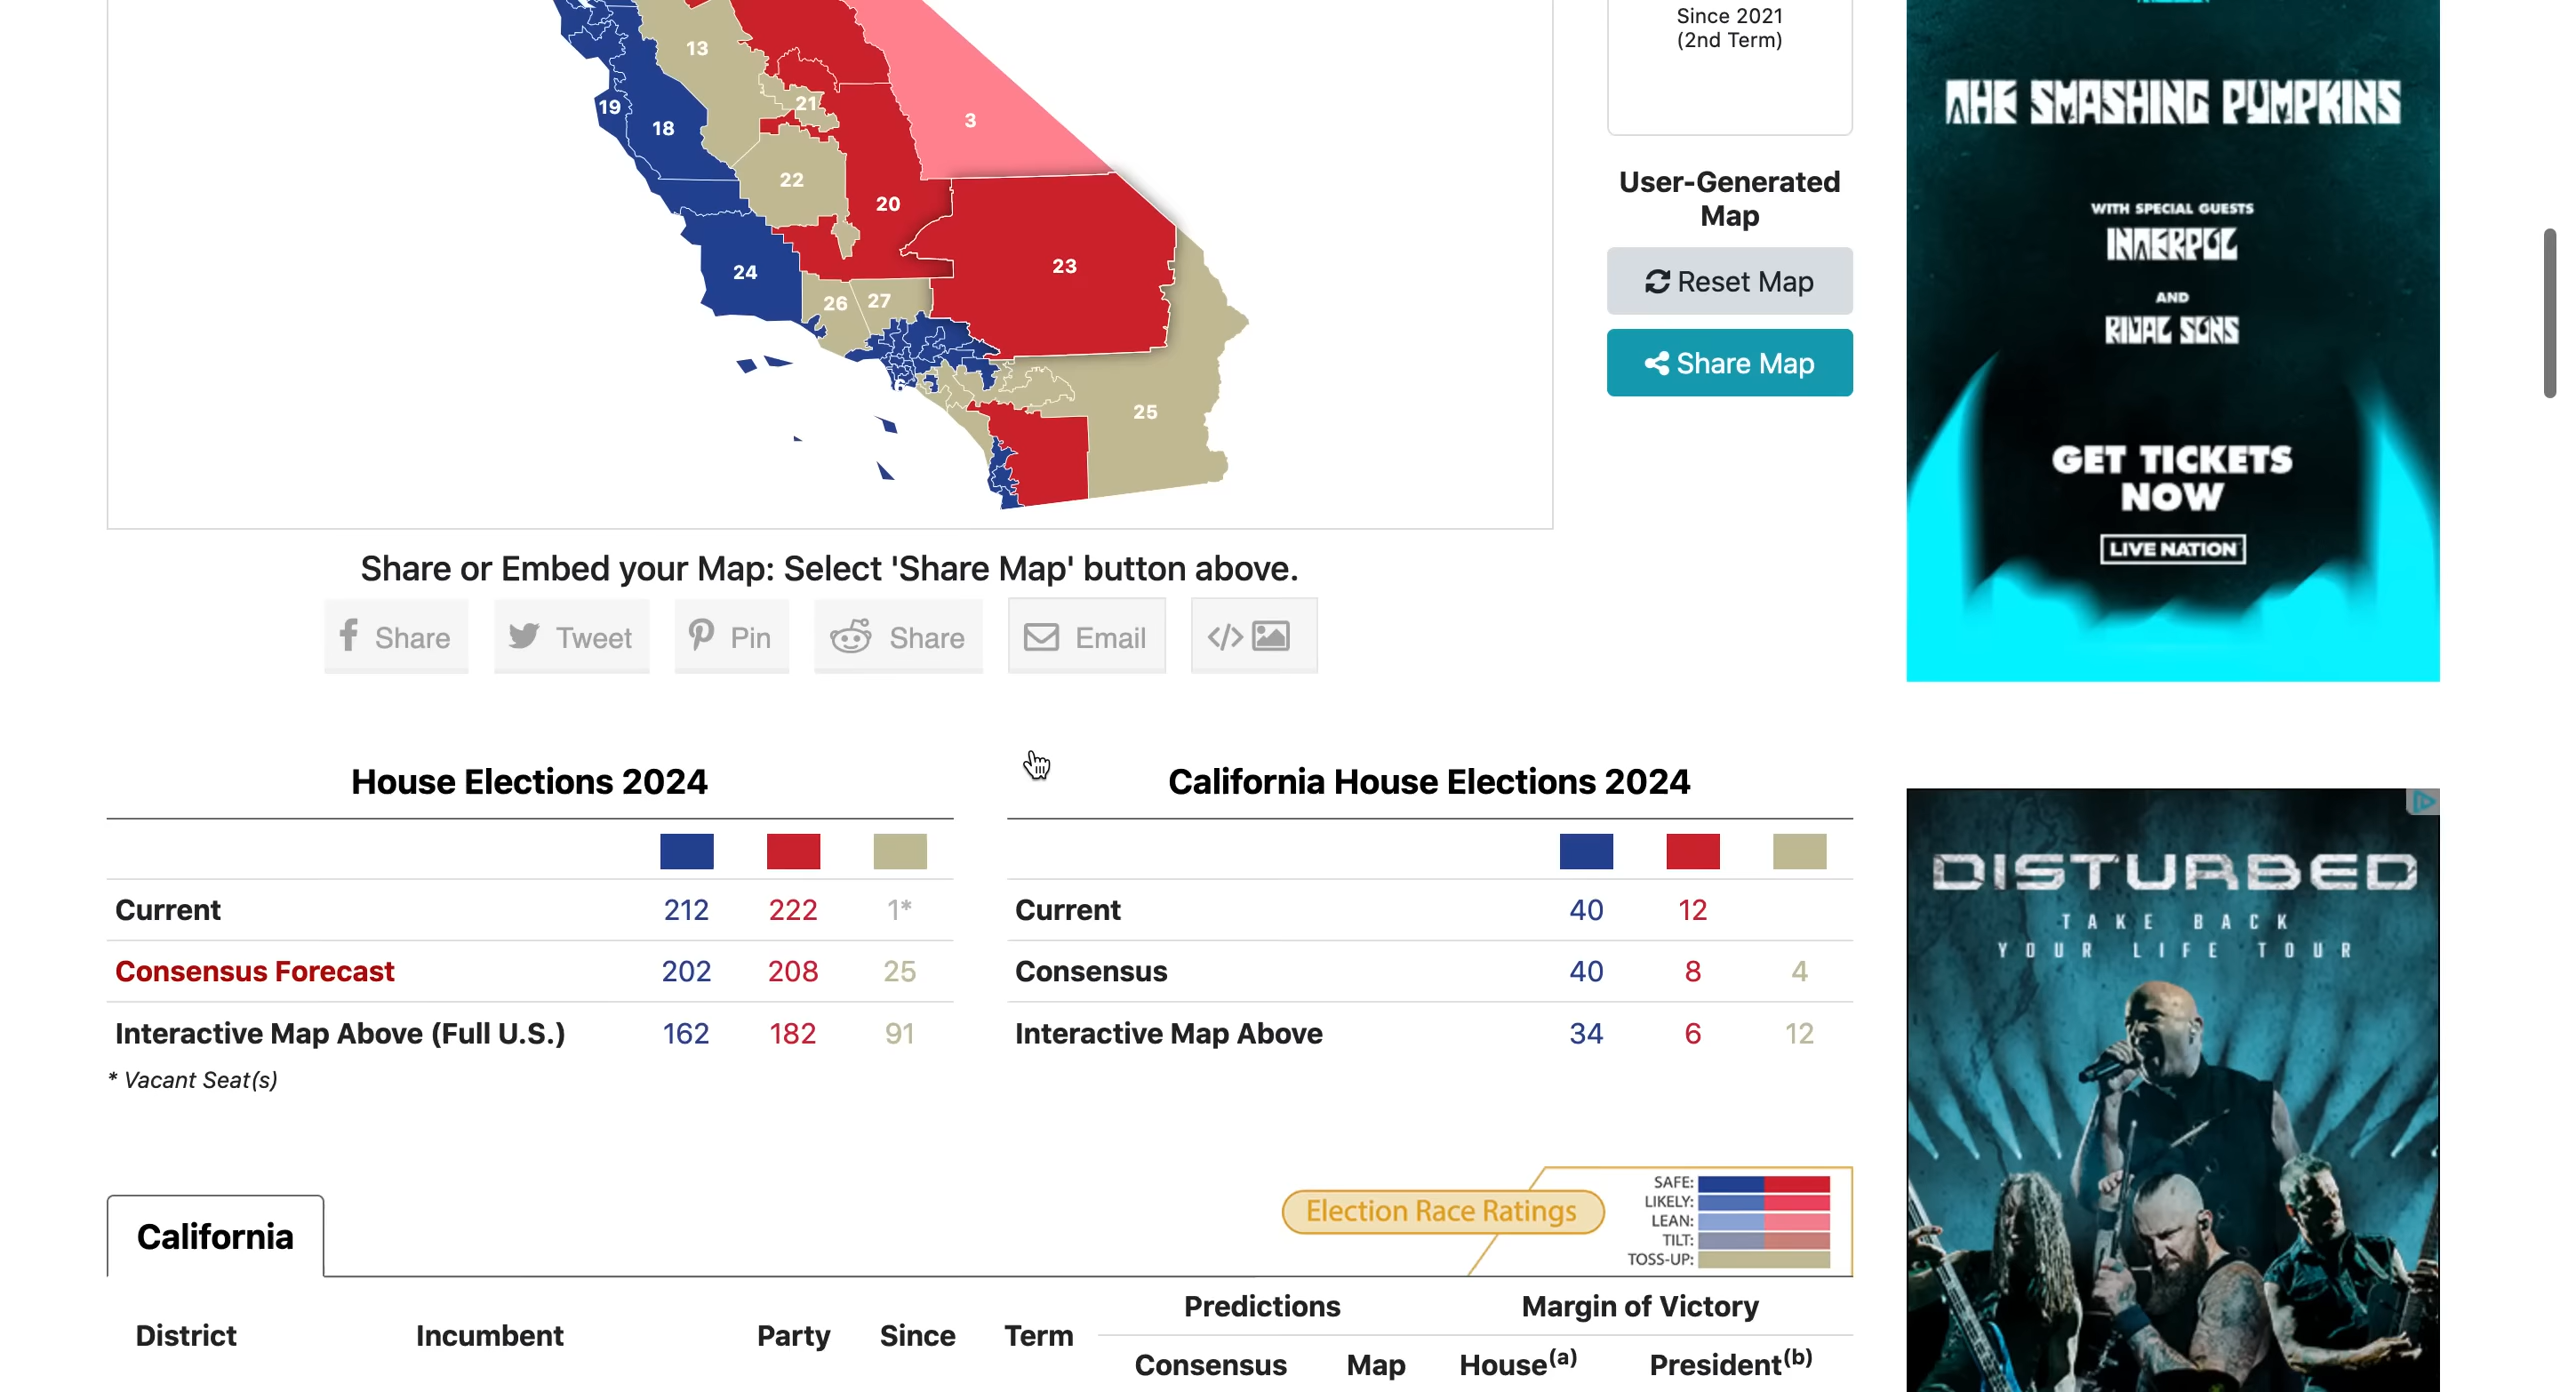 13
19
18
21
3
22
20
24
23
26
27
25
6
Since 2021
(2nd Term)
User-Generated
Map
Reset Map
Share Map
Share or Embed your Map: Select 'Share Map' button above.
Share Tweet Pin Share Email </>
House Elections 2024
Current 212 222 1*
Consensus Forecast 202 208 25
Interactive Map Above (Full U.S.) 162 182 91
* Vacant Seat(s)
California House Elections 2024
Current 40 12
Consensus 40 8 4
Interactive Map Above 34 6 12
Election Race Ratings
SAFE:
LIKELY:
LEAN:
TILT:
TOSS-UP:
California
Predictions Margin of Victory
District Incumbent Party Since Term
Consensus Map House(a) President(b)
THE SMASHING PUMPKINS
WITH SPECIAL GUESTS
INTERPOL
AND
RIVAL SONS
GET TICKETS
NOW
LIVE NATION
DISTURBED
TAKE BACK
YOUR LIFE TOUR